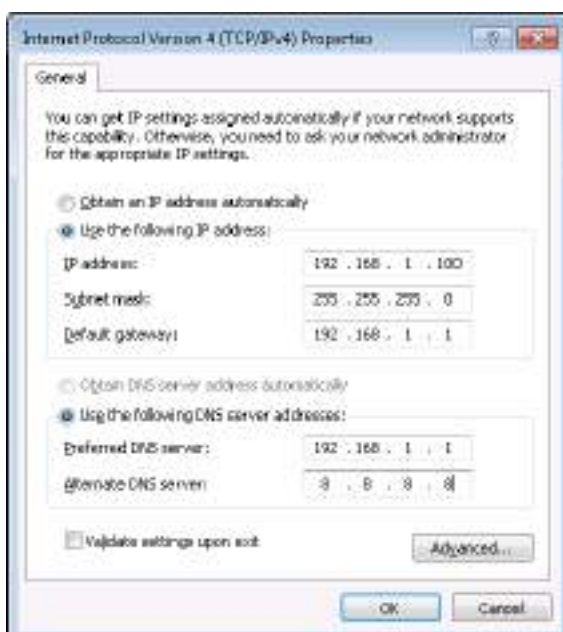 Internet Protocol Version 4 (TCP/IPv4) Properties
General
You can get IP settings assigned automatically if your network supports
this capability. Otherwise, you need to ask your network administrator
for the appropriate IP settings.
Obtain an IP address automatically
Use the following IP address:
IP address: 192 . 168 . 1 . 100
Subnet mask: 255 . 255 . 255 . 0
Default gateway: 192 . 168 . 1 . 1
Obtain DNS server address automatically
Use the following DNS server addresses:
Preferred DNS server: 192 . 168 . 1 . 1
Alternate DNS server: 8 . 8 . 8 . 8
Validate settings upon exit
Advanced...
OK Cancel